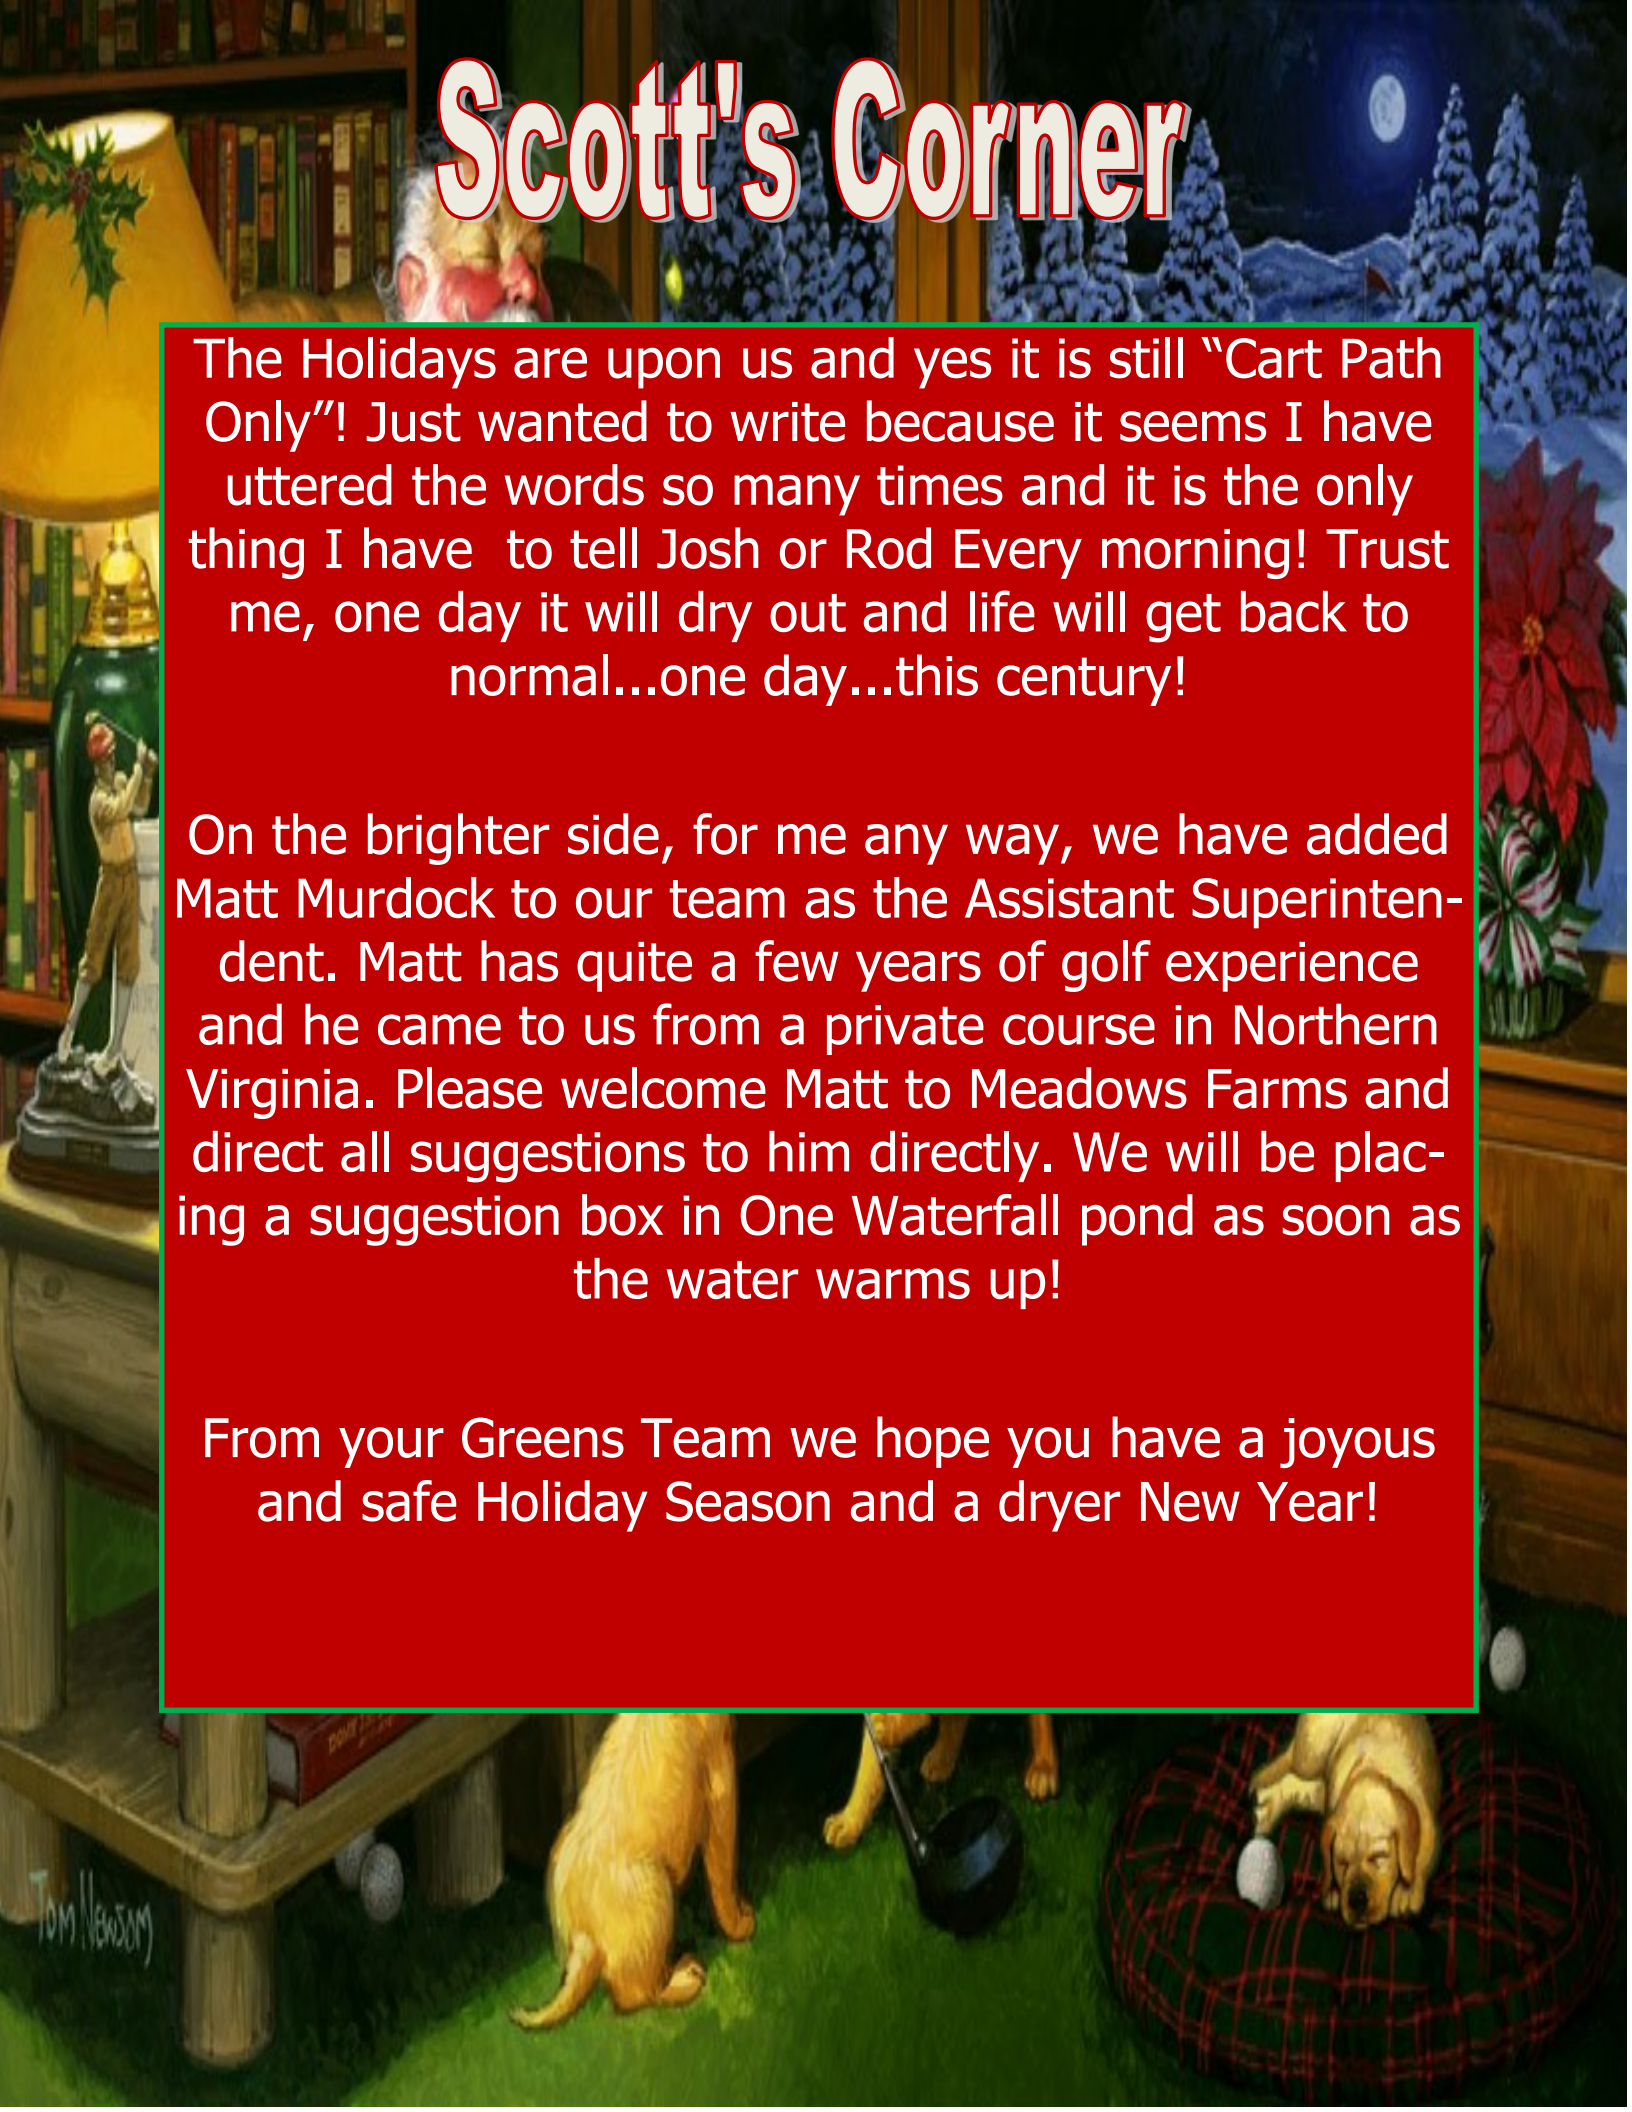 Scott's Corner
The Holidays are upon us and yes it is still “Cart Path
Only”! Just wanted to write because it seems I have
uttered the words so many times and it is the only
thing I have  to tell Josh or Rod Every morning! Trust
me, one day it will dry out and life will get back to
normal...one day...this century!
On the brighter side, for me any way, we have added
Matt Murdock to our team as the Assistant Superinten-
dent. Matt has quite a few years of golf experience
and he came to us from a private course in Northern
Virginia. Please welcome Matt to Meadows Farms and
direct all suggestions to him directly. We will be plac-
ing a suggestion box in One Waterfall pond as soon as
the water warms up!
From your Greens Team we hope you have a joyous
and safe Holiday Season and a dryer New Year!
Tom Newsom